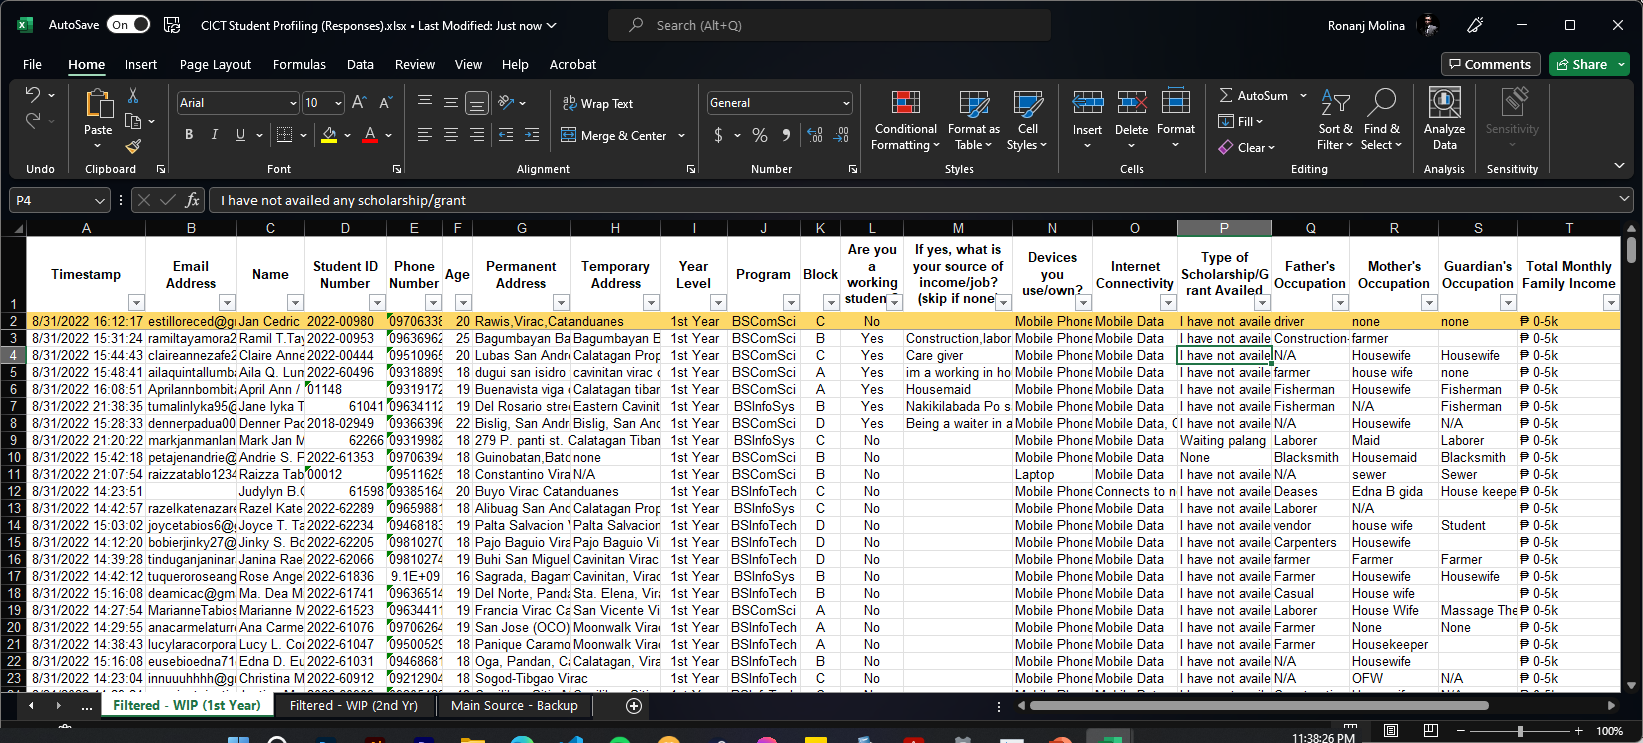 AutoSave On CICT Student Profiling (Responses).xlsx • Last Modified: Just now Search (Alt+Q) Ronanj Molina
File Home Insert Page Layout Formulas Data Review View Help Acrobat Comments Share
Paste Arial 10 Wrap Text General Conditional Formatting Format as Table Cell Styles Insert Delete Format AutoSum Fill Clear Sort & Filter Find & Select Analyze Data Sensitivity
B I U Merge & Center $ % 9
Undo Clipboard Font Alignment Number Styles Cells Editing Analysis Sensitivity
P4 fx I have not availed any scholarship/grant
A B C D E F G H I J K L M N O P Q R S T
1 Timestamp Email Address Name Student ID Number Phone Number Age Permanent Address Temporary Address Year Level Program Block Are you a working student? If yes, what is your source of income/job? (skip if none) Devices you use/own? Internet Connectivity Type of Scholarship/Grant Availed Father's Occupation Mother's Occupation Guardian's Occupation Total Monthly Family Income
2 8/31/2022 16:12:17 estilloreced@g Jan Cedric 2022-00980 09706338 20 Rawis,Virac,Catanduanes 1st Year BSComSci C No Mobile Phone Mobile Data I have not availe driver none none ₱ 0-5k
3 8/31/2022 15:31:24 ramiltayamora2 Ramil T.Tay 2022-00953 09636962 25 Bagumbayan Ba Bagumbayan E 1st Year BSComSci B Yes Construction,labor Mobile Phone Mobile Data I have not availe Construction farmer ₱ 0-5k
4 8/31/2022 15:44:43 claireannezafe2 Claire Anne 2022-00444 09510965 20 Lubas San Andr Calatagan Prop 1st Year BSComSci C Yes Care giver Mobile Phone Mobile Data I have not availe N/A Housewife Housewife ₱ 0-5k
5 8/31/2022 15:48:41 ailaquintallumb Aila Q. Lum 2022-60496 09318899 18 dugui san isidro cavinitan virac c 1st Year BSComSci A Yes im a working in ho Mobile Phone Mobile Data I have not availe farmer house wife none ₱ 0-5k
6 8/31/2022 16:08:51 Aprilannbombit April Ann / 01148 09319172 19 Buenavista viga Calatagan tibar 1st Year BSComSci A Yes Housemaid Mobile Phone Mobile Data I have not availe Fisherman Housewife Fisherman ₱ 0-5k
7 8/31/2022 21:38:35 tumalinlyka95@ Jane lyka T 61041 09634112 19 Del Rosario stre Eastern Cavinit 1st Year BSInfoSys B Yes Nakikilabada Po s Mobile Phone Mobile Data I have not availe Fisherman N/A Fisherman ₱ 0-5k
8 8/31/2022 15:28:33 dennerpadua00 Denner Pac 2018-02949 09366396 22 Bislig, San Andr Bislig, San Anc 1st Year BSComSci D Yes Being a waiter in a Mobile Phone Mobile Data, I have not availe N/A Housewife N/A ₱ 0-5k
9 8/31/2022 21:20:22 markjanmanlan Mark Jan M 62266 09319982 18 279 P. panti st. Calatagan Tiban 1st Year BSInfoSys C No Mobile Phone Mobile Data Waiting palang Laborer Maid Laborer ₱ 0-5k
10 8/31/2022 15:42:18 petajenandrie@ Andrie S. F 2022-61353 09706394 18 Guinobatan,Bato none 1st Year BSComSci B No Mobile Phone Mobile Data None Blacksmith Housemaid Blacksmith ₱ 0-5k
11 8/31/2022 21:07:54 raizzatablo1234 Raizza Tab 00012 09511625 18 Constantino Vira N/A 1st Year BSComSci B No Laptop Mobile Data I have not availe N/A sewer Sewer ₱ 0-5k
12 8/31/2022 14:23:51 Judylyn B. 61598 09385164 20 Buyo Virac Catanduanes 1st Year BSInfoTech C No Mobile Phone Connects to n I have not availe Deases Edna B gida House keepe ₱ 0-5k
13 8/31/2022 14:42:57 razelkatenazare Razel Kate 2022-62289 09659881 18 Alibuag San Anc Calatagan Prop 1st Year BSInfoSys C No Mobile Phone Mobile Data I have not availe Laborer N/A ₱ 0-5k
14 8/31/2022 15:03:02 joycetabios6@g Joyce T. Ta 2022-62234 09468183 19 Palta Salvacion Palta Salvacion 1st Year BSInfoTech D No Mobile Phone Mobile Data I have not availe vendor house wife Student ₱ 0-5k
15 8/31/2022 14:12:20 bobierjinky27@ Jinky S. Bo 2022-62205 09810270 18 Pajo Baguio Vira Pajo Baguio Vi 1st Year BSInfoTech D No Mobile Phone Mobile Data I have not availe Carpenters Housewife ₱ 0-5k
16 8/31/2022 14:39:28 tinduganjaninar Janina Rae 2022-62066 09810274 19 Buhi San Miguel Cavinitan Virac 1st Year BSInfoTech D No Mobile Phone Mobile Data I have not availe farmer Farmer Farmer ₱ 0-5k
17 8/31/2022 14:42:12 tuqueroroseang Rose Ange 2022-61836 9.1E+09 16 Sagrada, Bagam Cavinitan, Virac 1st Year BSInfoSys B No Mobile Phone Mobile Data I have not availe Farmer Housewife Housewife ₱ 0-5k
18 8/31/2022 15:16:08 deamicac@gm Ma. Dea M 2022-61741 09636514 19 Del Norte, Panda Sta. Elena, Vira 1st Year BSInfoTech B No Mobile Phone Mobile Data I have not availe Casual House wife ₱ 0-5k
19 8/31/2022 14:27:54 MarianneTabios Marianne M 2022-61523 09634411 19 Francia Virac Ca San Vicente Vi 1st Year BSComSci A No Mobile Phone Mobile Data I have not availe Laborer House Wife Massage The ₱ 0-5k
20 8/31/2022 14:29:55 anacarmelaturr Ana Carme 2022-61076 09706264 19 San Jose (OCO) Moonwalk Virac 1st Year BSInfoTech A No Mobile Phone Mobile Data I have not availe Farmer None None ₱ 0-5k
21 8/31/2022 14:38:43 lucylaracorpora Lucy L. Cor 2022-61047 09500529 18 Panique Caramo Moonwalk Virac 1st Year BSInfoTech A No Mobile Phone Mobile Data I have not availe Farmer Housekeeper ₱ 0-5k
22 8/31/2022 15:16:08 eusebioedna71 Edna D. Eu 2022-61031 09468681 18 Oga, Pandan, Ca Calatagan, Vira 1st Year BSInfoTech B No Mobile Phone Mobile Data I have not availe N/A Housewife ₱ 0-5k
23 8/31/2022 14:23:04 innuuhhhh@g Christina M 2022-60912 09212904 18 Sogod-Tibgao Virac 1st Year BSInfoTech C No Mobile Phone Mobile Data I have not availe N/A OFW N/A ₱ 0-5k
... Filtered - WIP (1st Year) Filtered - WIP (2nd Yr) Main Source - Backup
100%
11:38:26 PM